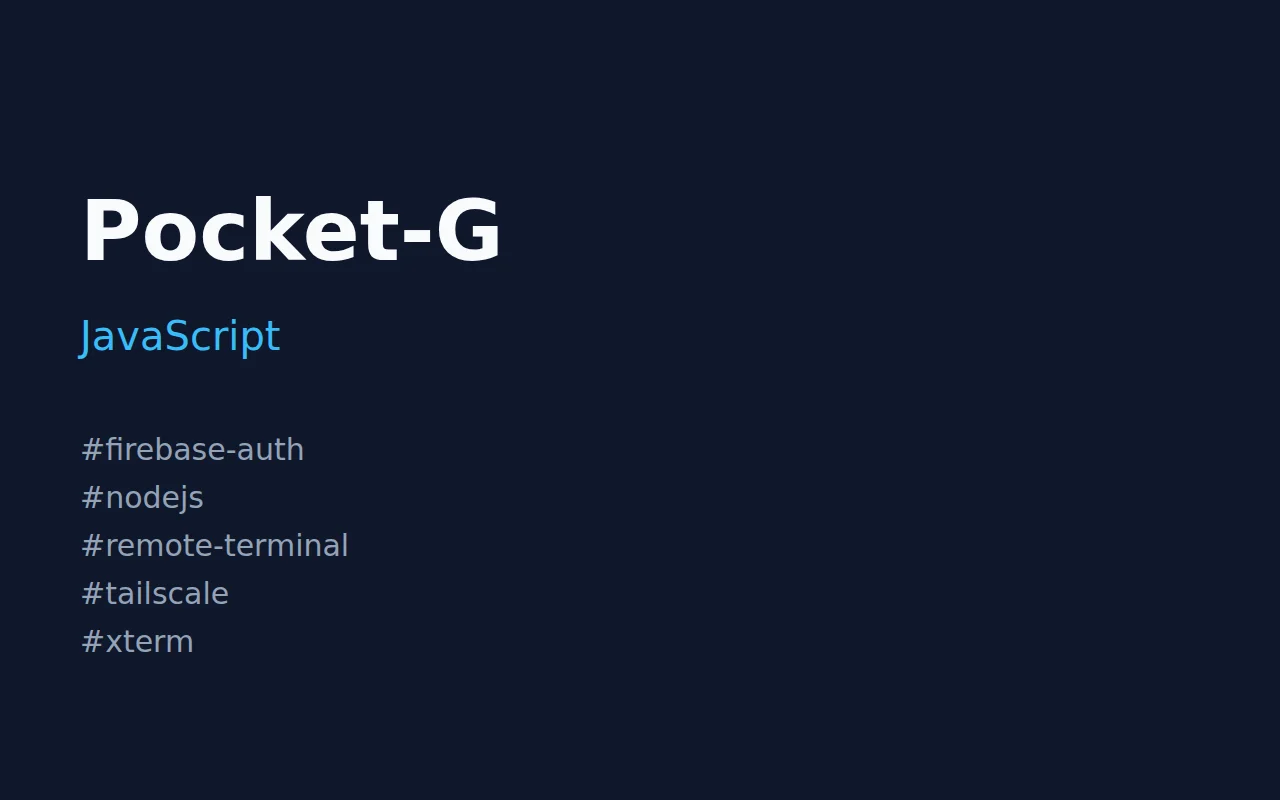 Pocket-G
JavaScript
#firebase-auth
#nodejs
#remote-terminal
#tailscale
#xterm